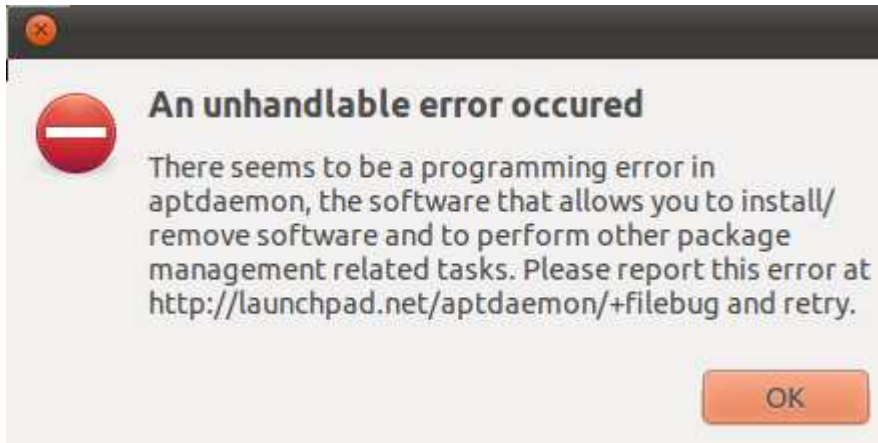 An unhandlable error occured
There seems to be a programming error in
aptdaemon, the software that allows you to install/
remove software and to perform other package
management related tasks. Please report this error at
http://launchpad.net/aptdaemon/+filebug and retry.
OK